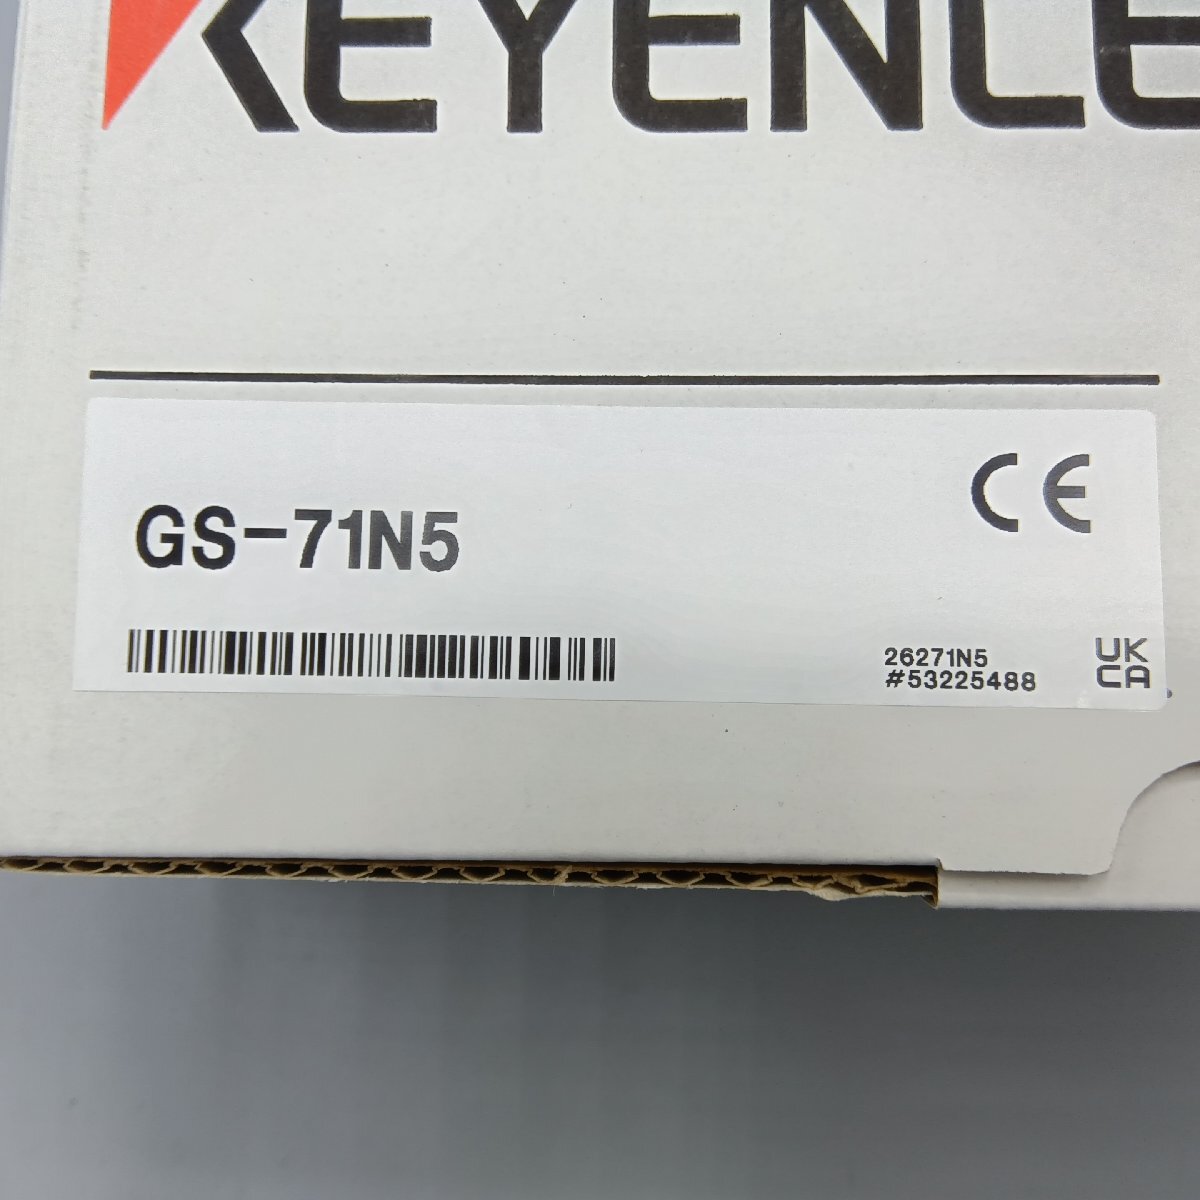 KEYENCE
GS-71N5
CE
26271N5
#53225488
UK
CA